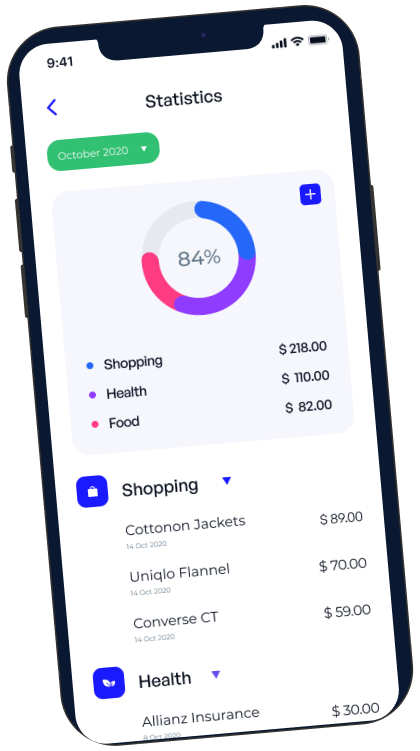 9:41
Statistics
October 2020
84%
Shopping $ 218.00
Health $ 110.00
Food $ 82.00
Shopping
Cottonon Jackets $ 89.00
14 Oct 2020
Uniqlo Flannel $ 70.00
14 Oct 2020
Converse CT $ 59.00
14 Oct 2020
Health
Allianz Insurance $ 30.00
8 Oct 2020